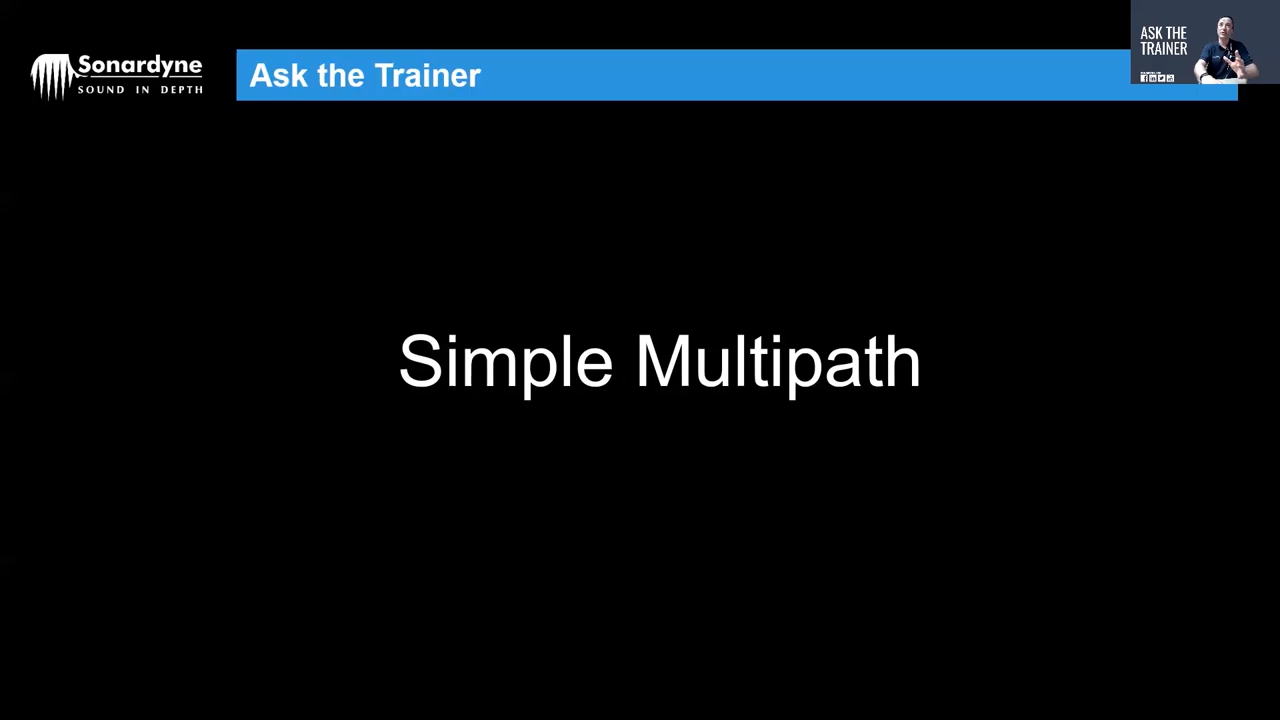 Sonardyne
SOUND IN DEPTH
Ask the Trainer
ASK THE
TRAINER
Simple Multipath